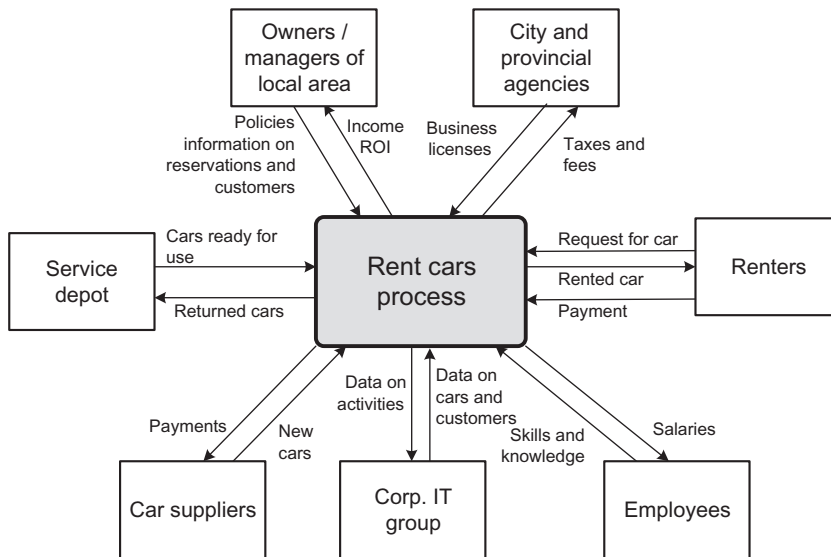 Owners /
managers of
local area
City and
provincial
agencies
Policies
information on
reservations and
customers
Income
ROI
Business
licenses
Taxes and
fees
Service
depot
Cars ready for
use
Returned cars
Rent cars
process
Request for car
Rented car
Payment
Renters
Payments
New
cars
Data on
activities
Data on
cars and
customers
Skills and
knowledge
Salaries
Car suppliers
Corp. IT
group
Employees